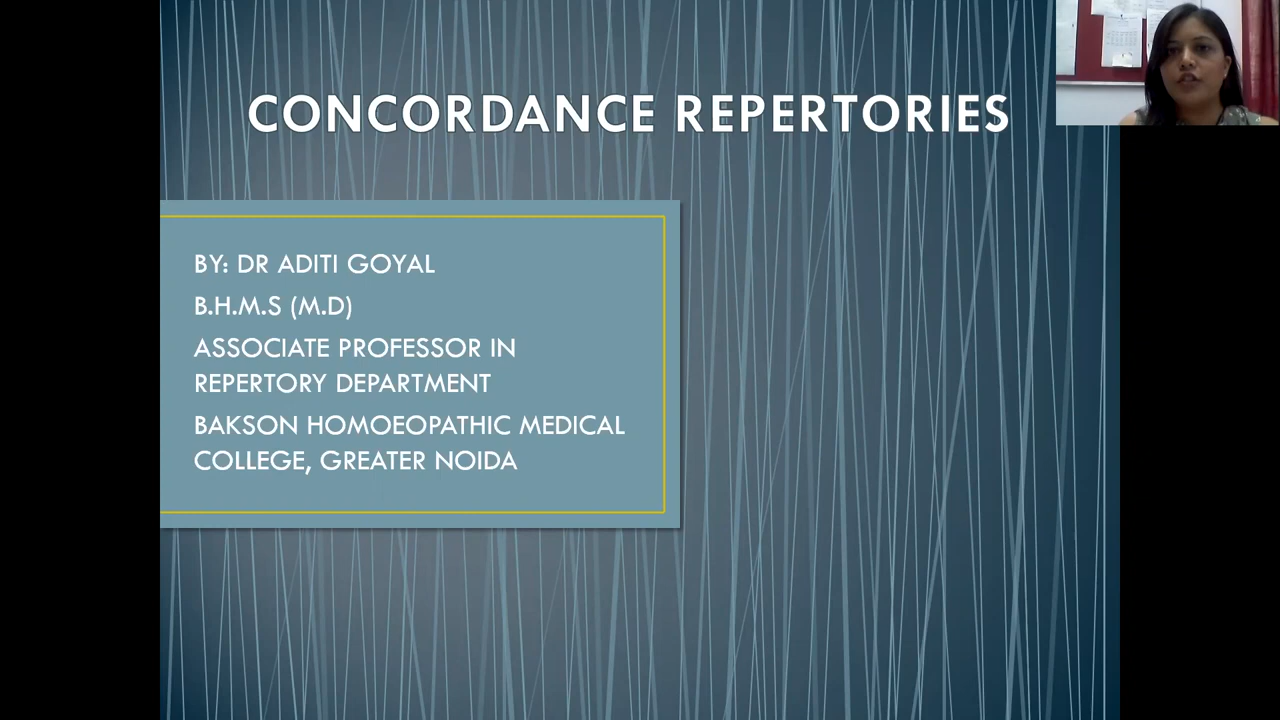 CONCORDANCE REPERTORIES
BY: DR ADITI GOYAL
B.H.M.S (M.D)
ASSOCIATE PROFESSOR IN
REPERTORY DEPARTMENT
BAKSON HOMOEOPATHIC MEDICAL
COLLEGE, GREATER NOIDA